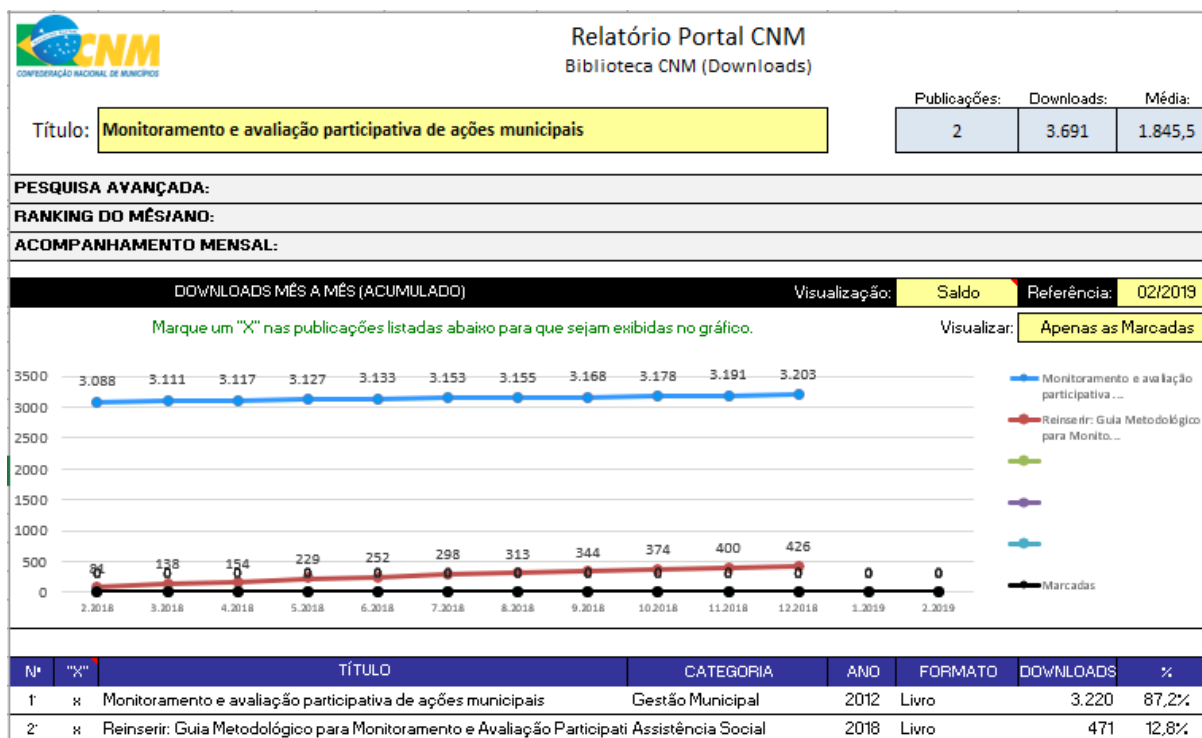 CNM
CONFEDERAÇÃO NACIONAL DE MUNICÍPIOS
Relatório Portal CNM
Biblioteca CNM (Downloads)
Publicações: Downloads: Média:
Título: Monitoramento e avaliação participativa de ações municipais 2 3.691 1.845,5
PESQUISA AVANÇADA:
RANKING DO MÊS/ANO:
ACOMPANHAMENTO MENSAL:
DOWNLOADS MÊS A MÊS (ACUMULADO) Visualização: Saldo Referência: 02/2019
Marque um "X" nas publicações listadas abaixo para que sejam exibidas no gráfico. Visualizar: Apenas as Marcadas
3500 3.088 3.111 3.117 3.127 3.133 3.153 3.155 3.168 3.178 3.191 3.203
Monitoramento e avaliação
participativa ...
3000
Reinserir: Guia Metodológico
para Monito...
2500
2000
1500
1000
500 81 138 154 229 252 298 313 344 374 400 426
0 0 0 0 0 0 0 0 0 0 0 0 0
0
Marcadas
2.2018 3.2018 4.2018 5.2018 6.2018 7.2018 8.2018 9.2018 10.2018 11.2018 12.2018 1.2019 2.2019
Nº "X" TÍTULO CATEGORIA ANO FORMATO DOWNLOADS %
1º x Monitoramento e avaliação participativa de ações municipais Gestão Municipal 2012 Livro 3.220 87,2%
2º x Reinserir: Guia Metodológico para Monitoramento e Avaliação Participati Assistência Social 2018 Livro 471 12,8%